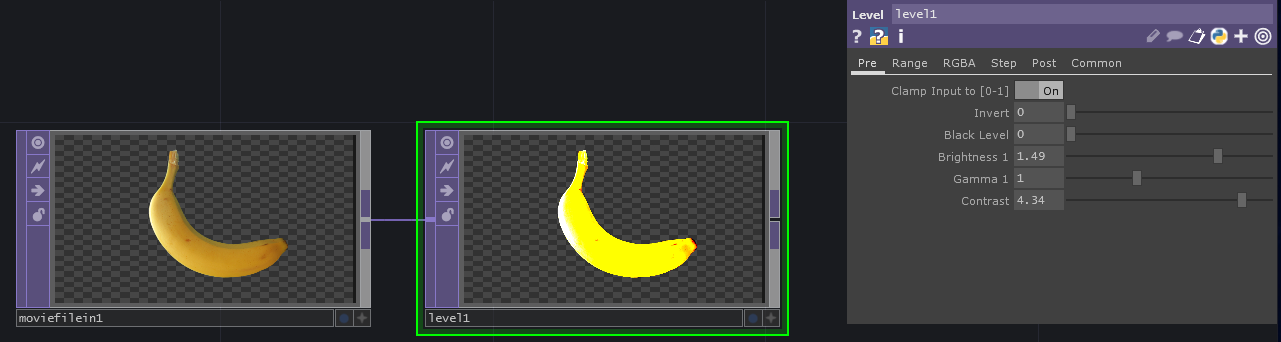 Level level1
? ? i
Pre Range RGBA Step Post Common
Clamp Input to [0-1] On
Invert 0
Black Level 0
Brightness 1 1.49
Gamma 1 1
Contrast 4.34
moviefilein1
level1